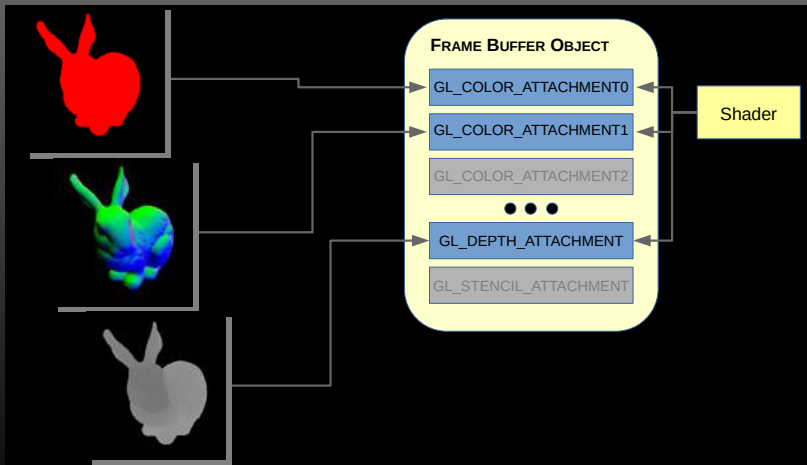 FRAME BUFFER OBJECT
GL_COLOR_ATTACHMENT0
GL_COLOR_ATTACHMENT1
GL_COLOR_ATTACHMENT2
GL_DEPTH_ATTACHMENT
GL_STENCIL_ATTACHMENT
Shader